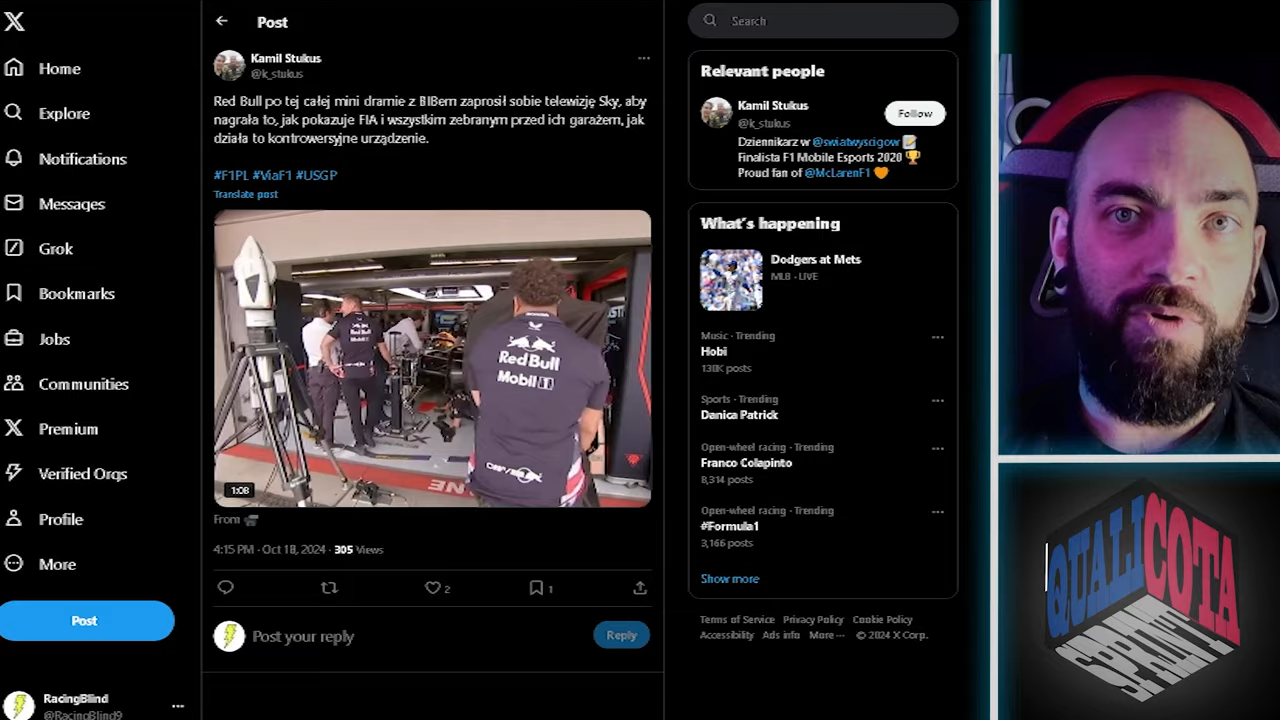 Home
Explore
Notifications
Messages
Grok
Bookmarks
Jobs
Communities
Premium
Verified Orgs
Profile
More
Post
RacingBlind
@RacingBlind9
Post
Kamil Stukus
@k_stukus
Red Bull po tej całej mini dramie z BIBem zaprosił sobie telewizję Sky, aby
nagrała to, jak pokazuje FIA i wszystkim zebranym przed ich garażem, jak
działa to kontrowersyjne urządzenie.
#F1PL #ViaF1 #USGP
Translate post
Red Bull
Mobil
Red Bull
Mobil 1
1:08
From
4:15 PM · Oct 18, 2024 · 305 Views
2
1
Post your reply
Reply
Search
Relevant people
Kamil Stukus
@k_stukus
Follow
Dziennikarz w @swiatwyscigow
Finalista F1 Mobile Esports 2020
Proud fan of @McLarenF1
What's happening
Dodgers at Mets
MLB · LIVE
Music · Trending
Hobi
130K posts
Sports · Trending
Danica Patrick
Open-wheel racing · Trending
Franco Colapinto
8,314 posts
Open-wheel racing · Trending
#Formula1
3,166 posts
Show more
Terms of Service Privacy Policy Cookie Policy
Accessibility Ads info More ··· © 2024 X Corp.
QUALI COTA
SPRINT